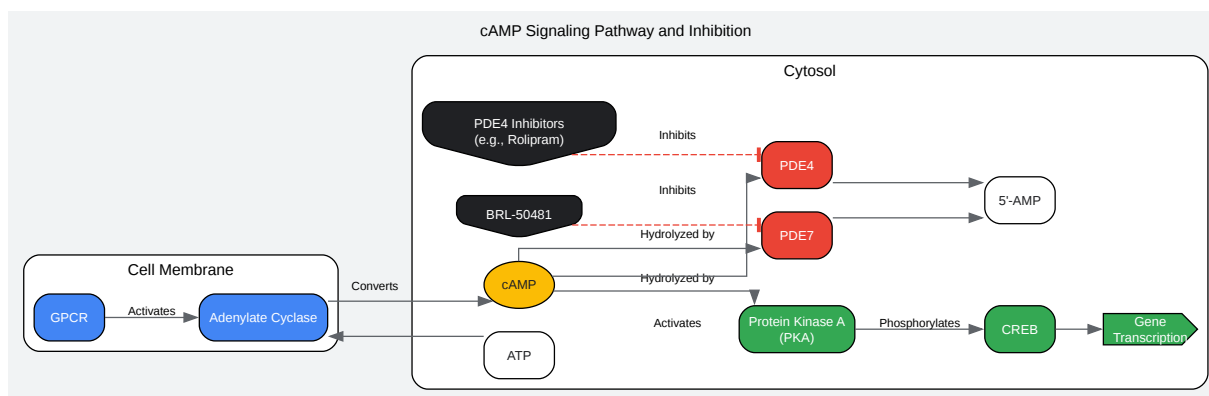 cAMP Signaling Pathway and Inhibition
Cytosol
PDE4 Inhibitors
(e.g., Rolipram)
Inhibits
PDE4
Inhibits
5'-AMP
BRL-50481
PDE7
Hydrolyzed by
Cell Membrane
cAMP
Hydrolyzed by
Converts
GPCR
Activates
Adenylate Cyclase
Activates
Protein Kinase A
(PKA)
Phosphorylates
CREB
Gene
Transcription
ATP